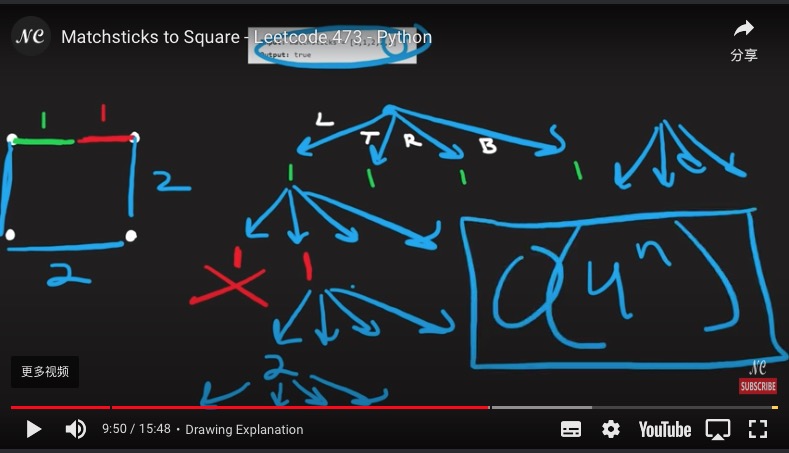 NC Matchsticks to Square - Leetcode 473 - Python
分享
Output: true
1 1
L T R B
1 1 1 1
2
1 1
2
O(4^n)
2
更多视频
NC
SUBSCRIBE
9:50 / 15:48 • Drawing Explanation
YouTube